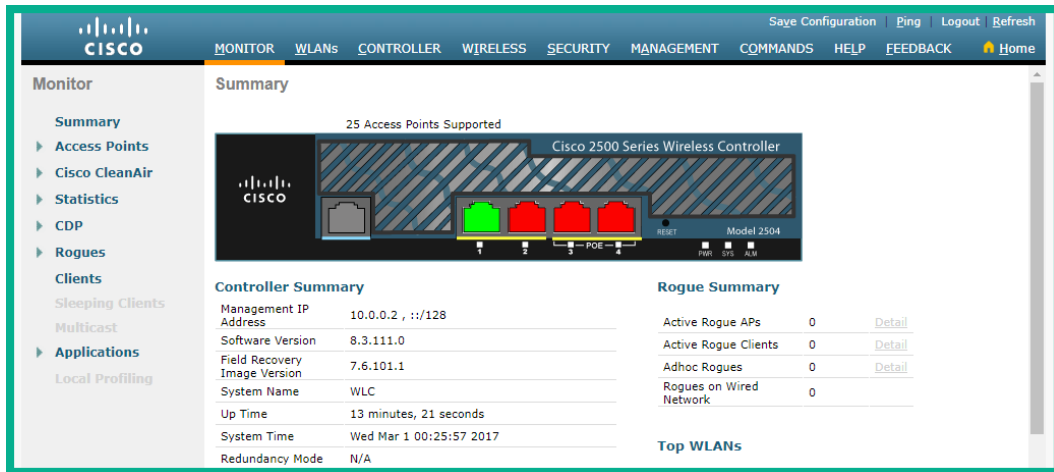 Save Configuration | Ping | Logout | Refresh
CISCO
MONITOR WLANs CONTROLLER WIRELESS SECURITY MANAGEMENT COMMANDS HELP FEEDBACK Home
Monitor
Summary
Access Points
Cisco CleanAir
Statistics
CDP
Rogues
Clients
Sleeping Clients
Multicast
Applications
Local Profiling
Summary
25 Access Points Supported
Cisco 2500 Series Wireless Controller
CISCO
RESET
Model 2504
1 2 3 POE 4
PWR SYS ALM
Controller Summary
Management IP Address 10.0.0.2 , ::/128
Software Version 8.3.111.0
Field Recovery Image Version 7.6.101.1
System Name WLC
Up Time 13 minutes, 21 seconds
System Time Wed Mar 1 00:25:57 2017
Redundancy Mode N/A
Rogue Summary
Active Rogue APs 0 Detail
Active Rogue Clients 0 Detail
Adhoc Rogues 0 Detail
Rogues on Wired Network 0
Top WLANs